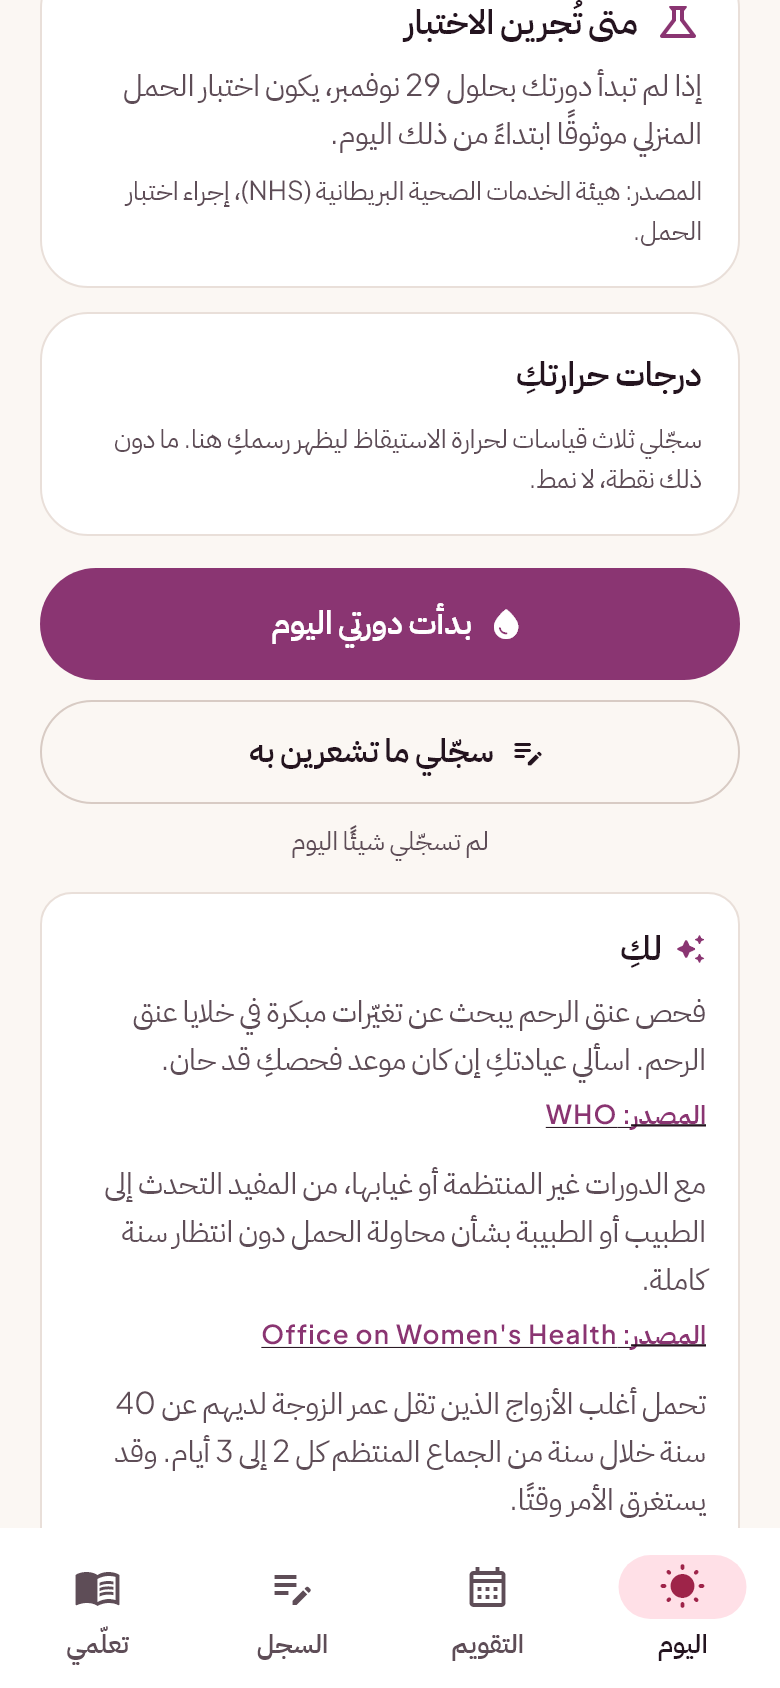 متى تُجرين الاختبار
إذا لم تبدأ دورتك بحلول 29 نوفمبر، يكون اختبار الحمل
المنزلي موثوقًا ابتداءً من ذلك اليوم.
المصدر: هيئة الخدمات الصحية البريطانية (NHS)، إجراء اختبار
الحمل.
درجات حرارتكِ
سجّلي ثلاث قياسات لحرارة الاستيقاظ ليظهر رسمكِ هنا. ما دون
ذلك نقطة، لا نمط.
بدأت دورتي اليوم
سجّلي ما تشعرين به
لم تسجّلي شيئًا اليوم
لكِ
فحص عنق الرحم يبحث عن تغيّرات مبكرة في خلايا عنق
الرحم. اسألي عيادتكِ إن كان موعد فحصكِ قد حان.
المصدر: WHO
مع الدورات غير المنتظمة أو غيابها، من المفيد التحدث إلى
الطبيب أو الطبيبة بشأن محاولة الحمل دون انتظار سنة
كاملة.
المصدر: Office on Women's Health
تحمل أغلب الأزواج الذين تقل عمر الزوجة لديهم عن 40
سنة خلال سنة من الجماع المنتظم كل 2 إلى 3 أيام. وقد
يستغرق الأمر وقتًا.
اليوم
التقويم
السجل
تعلّمي